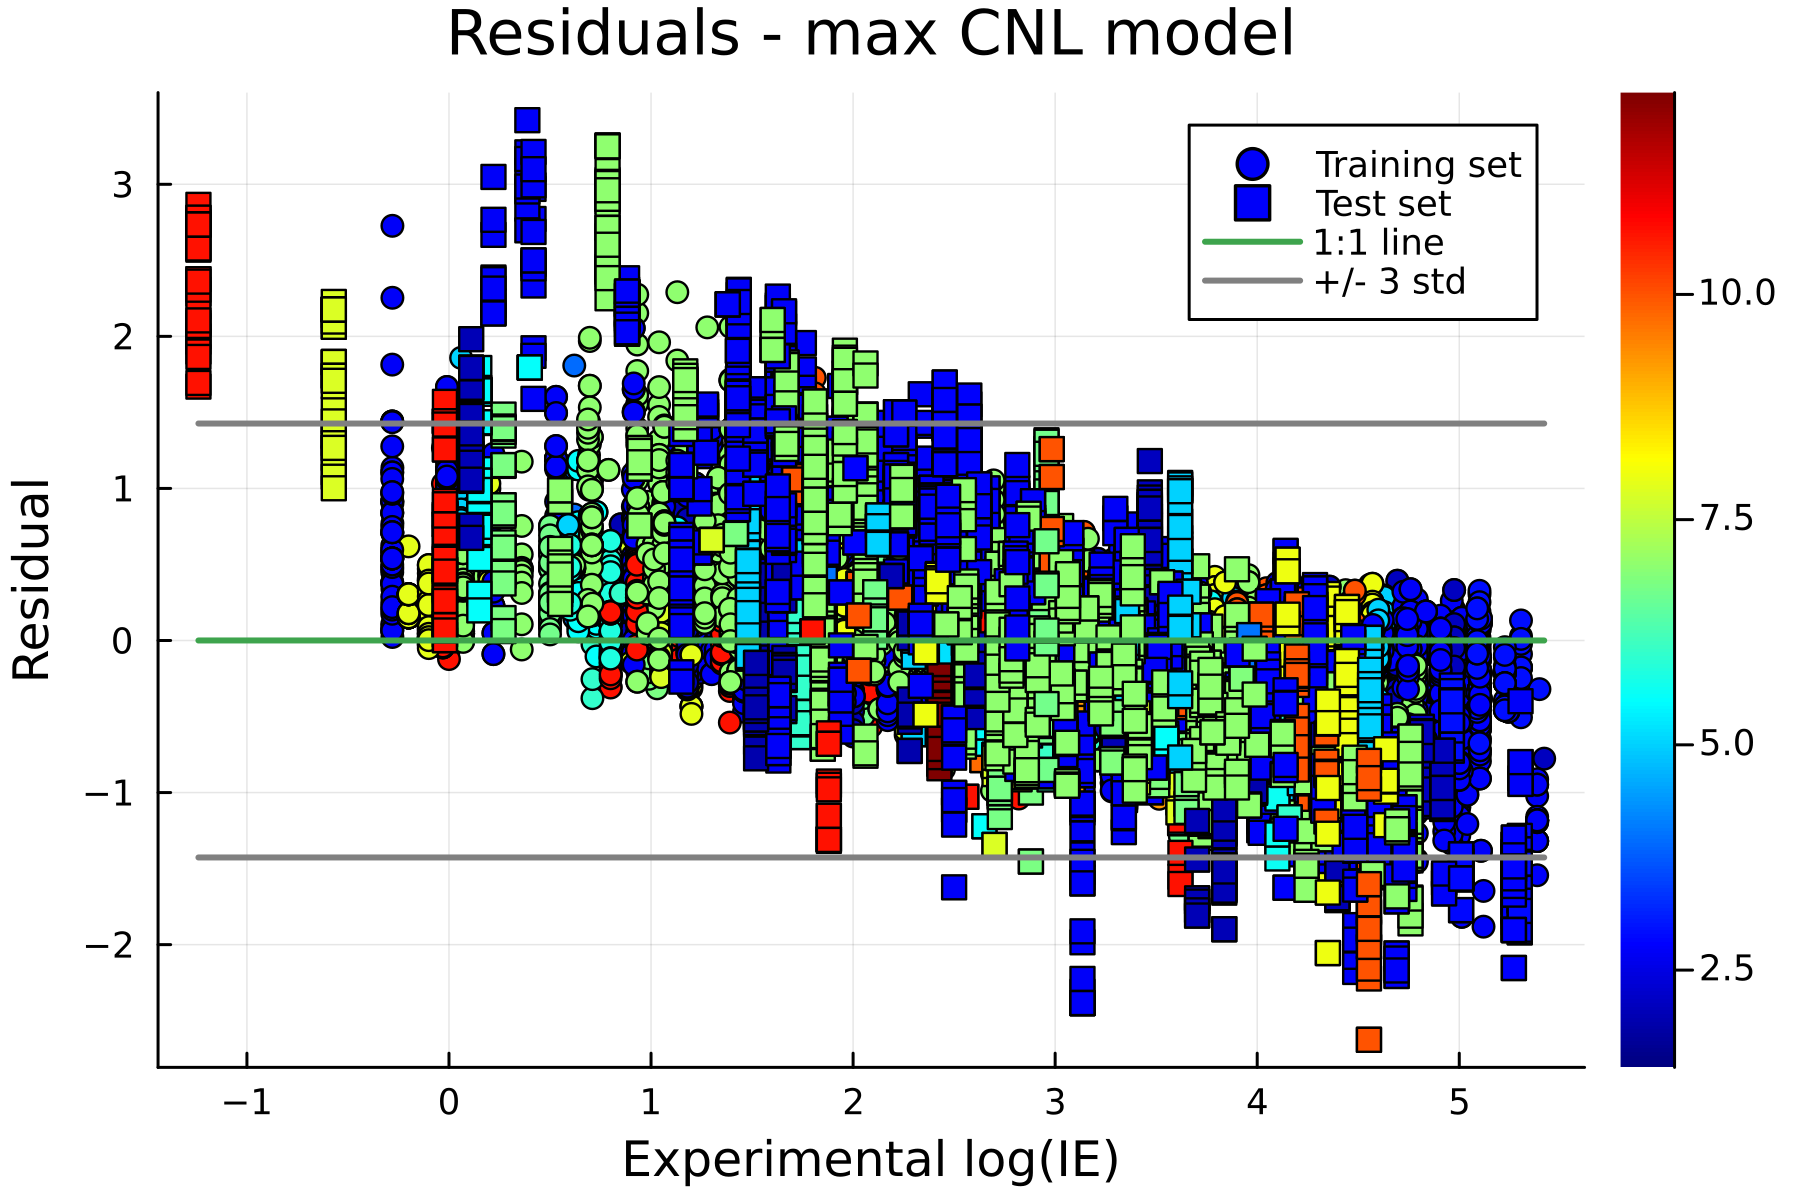 Residuals - max CNL model
Residual
3
2
1
0
−1
−2
−1
0
1
2
3
4
5
Experimental log(IE)
Training set
Test set
1:1 line
+/- 3 std
10.0
7.5
5.0
2.5